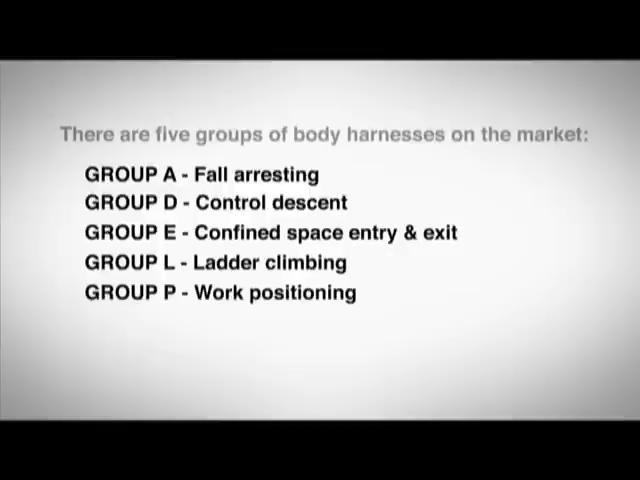 There are five groups of body harnesses on the market:
GROUP A - Fall arresting
GROUP D - Control descent
GROUP E - Confined space entry & exit
GROUP L - Ladder climbing
GROUP P - Work positioning